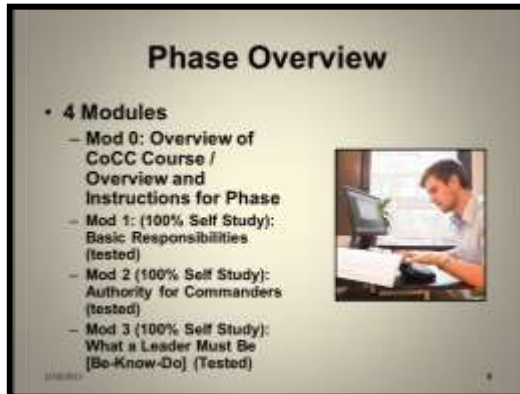 Phase Overview
• 4 Modules
– Mod 0: Overview of
CoCC Course /
Overview and
Instructions for Phase
– Mod 1: (100% Self Study):
Basic Responsibilities
(tested)
– Mod 2 (100% Self Study):
Authority for Commanders
(tested)
– Mod 3 (100% Self Study):
What a Leader Must Be
[Be-Know-Do] (Tested)